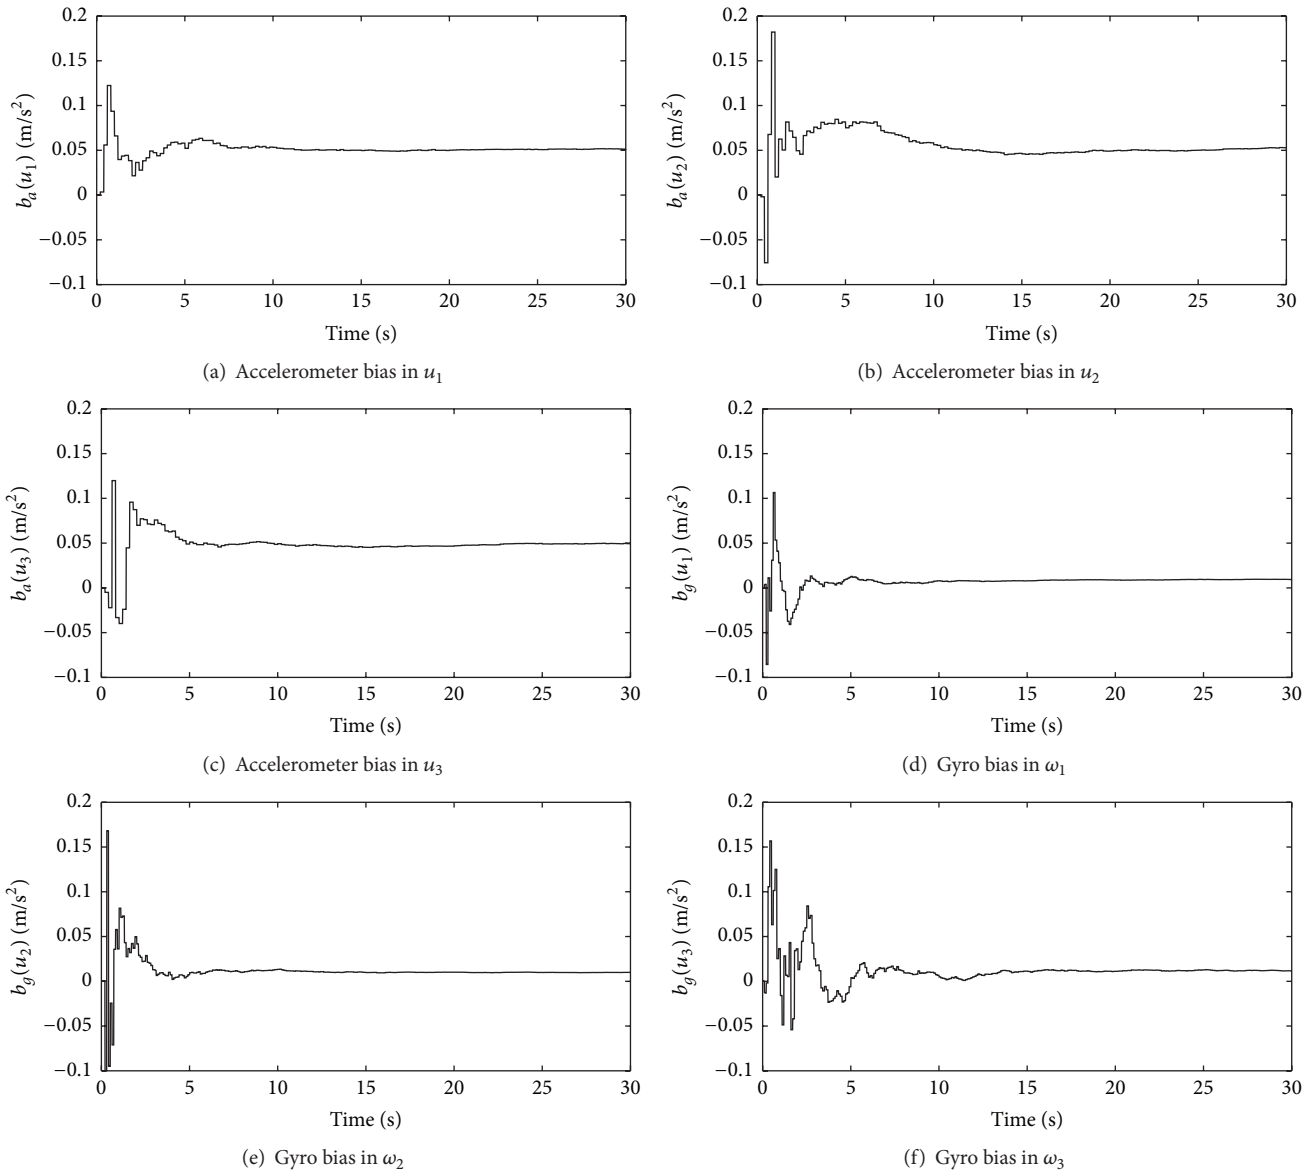 0.2
0.15
0.1
0.05
0
−0.05
−0.1
b_a(u_1) (m/s^2)
0 5 10 15 20 25 30
Time (s)
(a) Accelerometer bias in u_1
0.2
0.15
0.1
0.05
0
−0.05
−0.1
b_a(u_2) (m/s^2)
0 5 10 15 20 25 30
Time (s)
(b) Accelerometer bias in u_2
0.2
0.15
0.1
0.05
0
−0.05
−0.1
b_a(u_3) (m/s^2)
0 5 10 15 20 25 30
Time (s)
(c) Accelerometer bias in u_3
0.2
0.15
0.1
0.05
0
−0.05
−0.1
b_g(u_1) (m/s^2)
0 5 10 15 20 25 30
Time (s)
(d) Gyro bias in ω_1
0.2
0.15
0.1
0.05
0
−0.05
−0.1
b_g(u_2) (m/s^2)
0 5 10 15 20 25 30
Time (s)
(e) Gyro bias in ω_2
0.2
0.15
0.1
0.05
0
−0.05
−0.1
b_g(u_3) (m/s^2)
0 5 10 15 20 25 30
Time (s)
(f) Gyro bias in ω_3